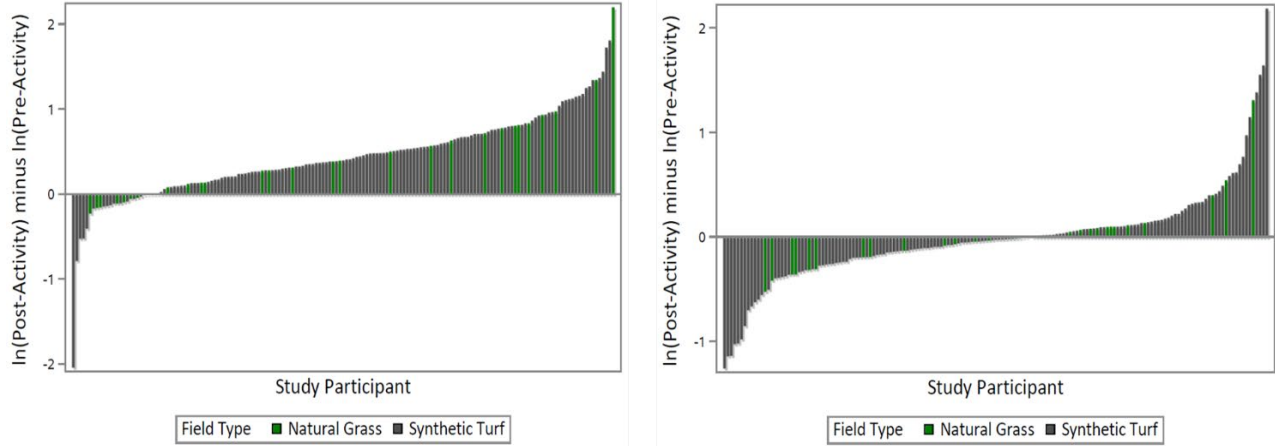 ln(Post-Activity) minus ln(Pre-Activity)
2
1
0
-1
-2
Study Participant
Field Type Natural Grass Synthetic Turf
ln(Post-Activity) minus ln(Pre-Activity)
2
1
0
-1
Study Participant
Field Type Natural Grass Synthetic Turf